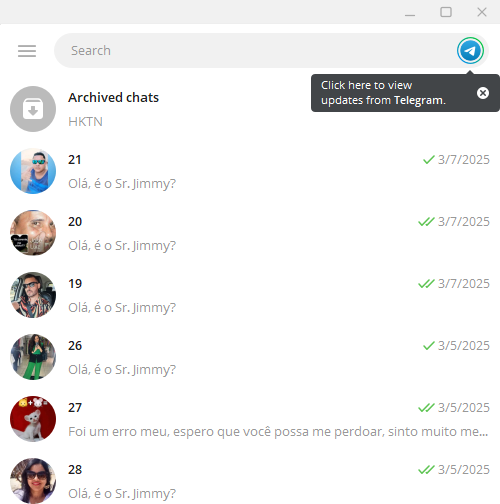 Search
Click here to view
updates from Telegram.
Archived chats
HKTN
21 3/7/2025
Olá, é o Sr. Jimmy?
20 3/7/2025
Olá, é o Sr. Jimmy?
19 3/7/2025
Olá, é o Sr. Jimmy?
26 3/5/2025
Olá, é o Sr. Jimmy?
27 3/5/2025
Foi um erro meu, espero que você possa me perdoar, sinto muito me...
28 3/5/2025
Olá, é o Sr. Jimmy?